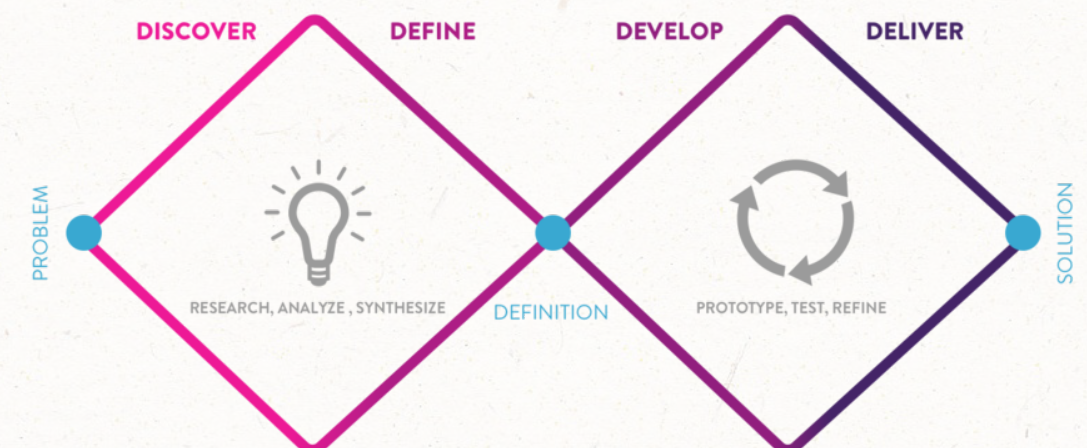 DISCOVER
DEFINE
DEVELOP
DELIVER
PROBLEM
RESEARCH, ANALYZE , SYNTHESIZE
DEFINITION
PROTOTYPE, TEST, REFINE
SOLUTION